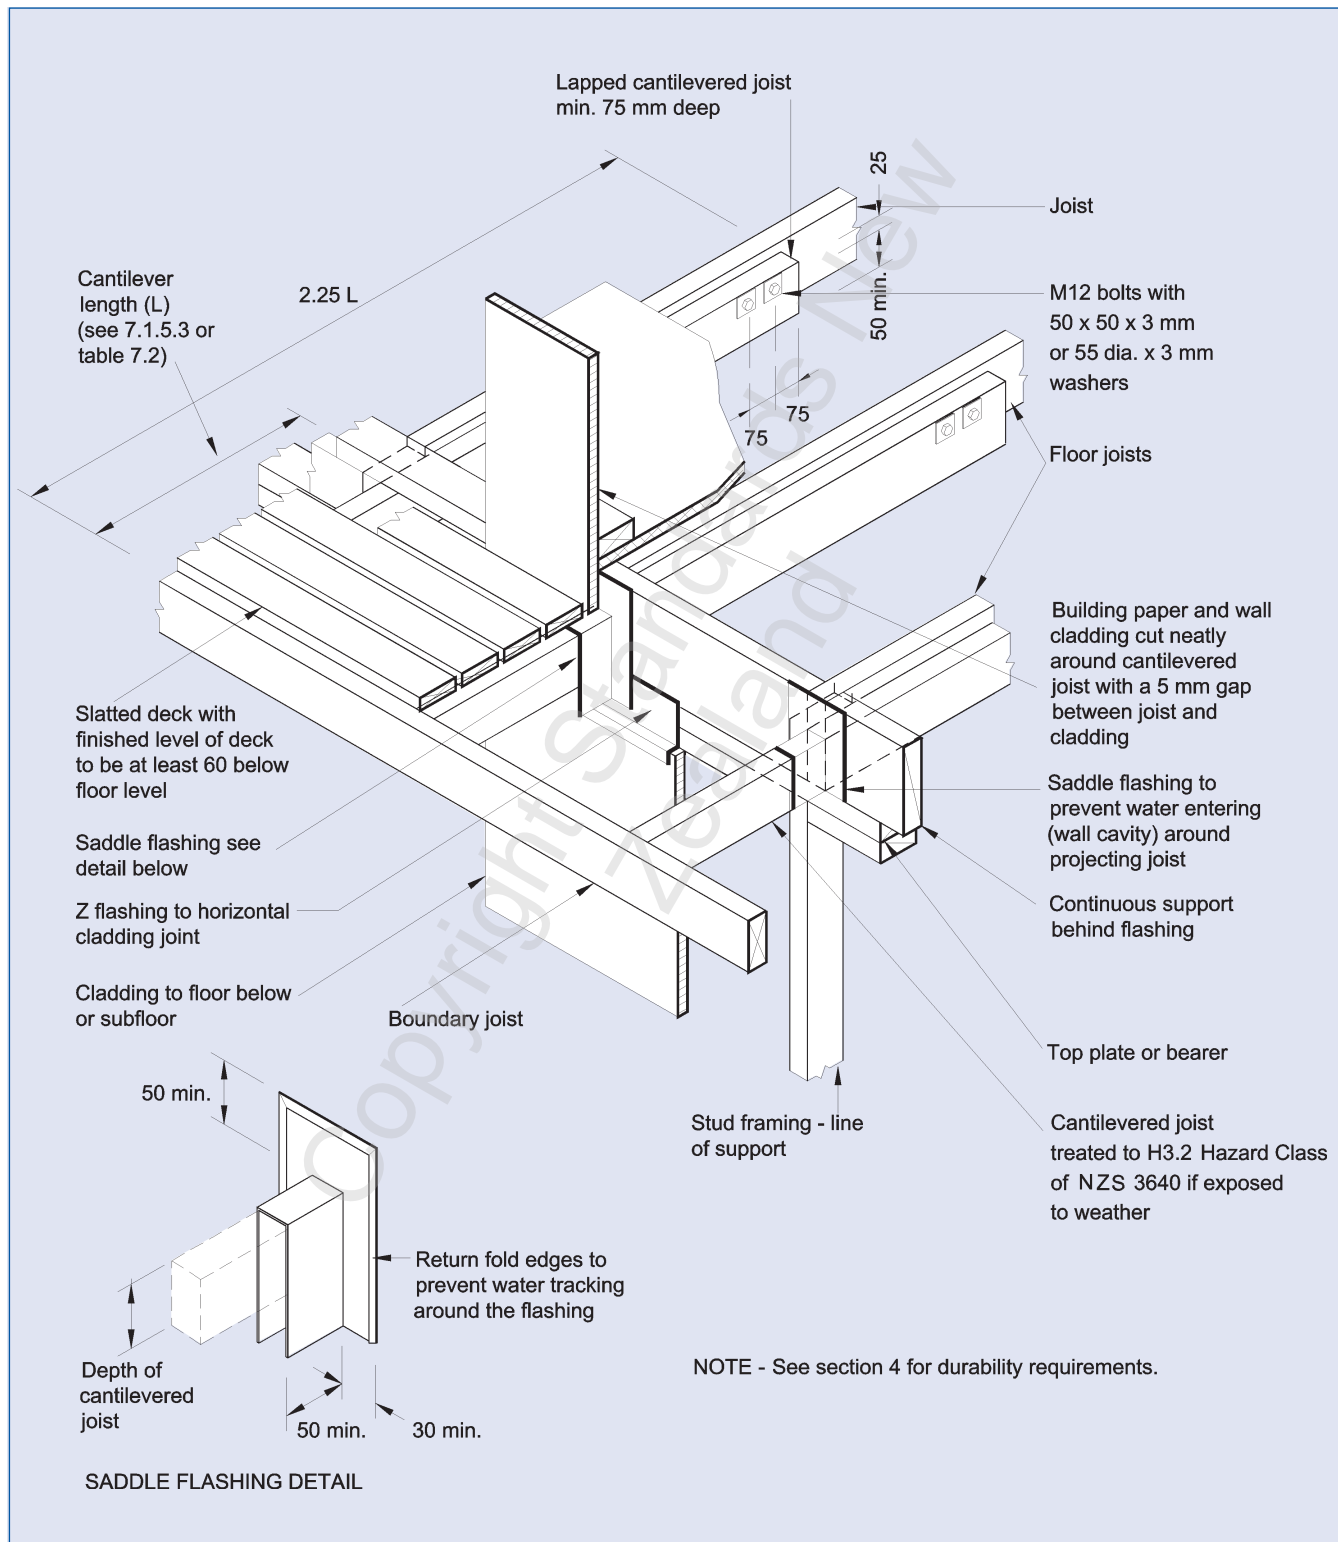 Lapped cantilevered joist
min. 75 mm deep
25
Joist
Cantilever
length (L)
(see 7.1.5.3 or
table 7.2)
2.25 L
50 min.
M12 bolts with
50 x 50 x 3 mm
or 55 dia. x 3 mm
washers
75
75
Floor joists
Building paper and wall
cladding cut neatly
around cantilevered
joist with a 5 mm gap
between joist and
cladding
Slatted deck with
finished level of deck
to be at least 60 below
floor level
Saddle flashing to
prevent water entering
(wall cavity) around
projecting joist
Saddle flashing see
detail below
Z flashing to horizontal
cladding joint
Continuous support
behind flashing
Cladding to floor below
or subfloor
Boundary joist
Top plate or bearer
Stud framing - line
of support
Cantilevered joist
treated to H3.2 Hazard Class
of NZS 3640 if exposed
to weather
50 min.
Return fold edges to
prevent water tracking
around the flashing
Depth of
cantilevered
joist
50 min.
30 min.
NOTE - See section 4 for durability requirements.
SADDLE FLASHING DETAIL
Copyright Standards New
Zealand